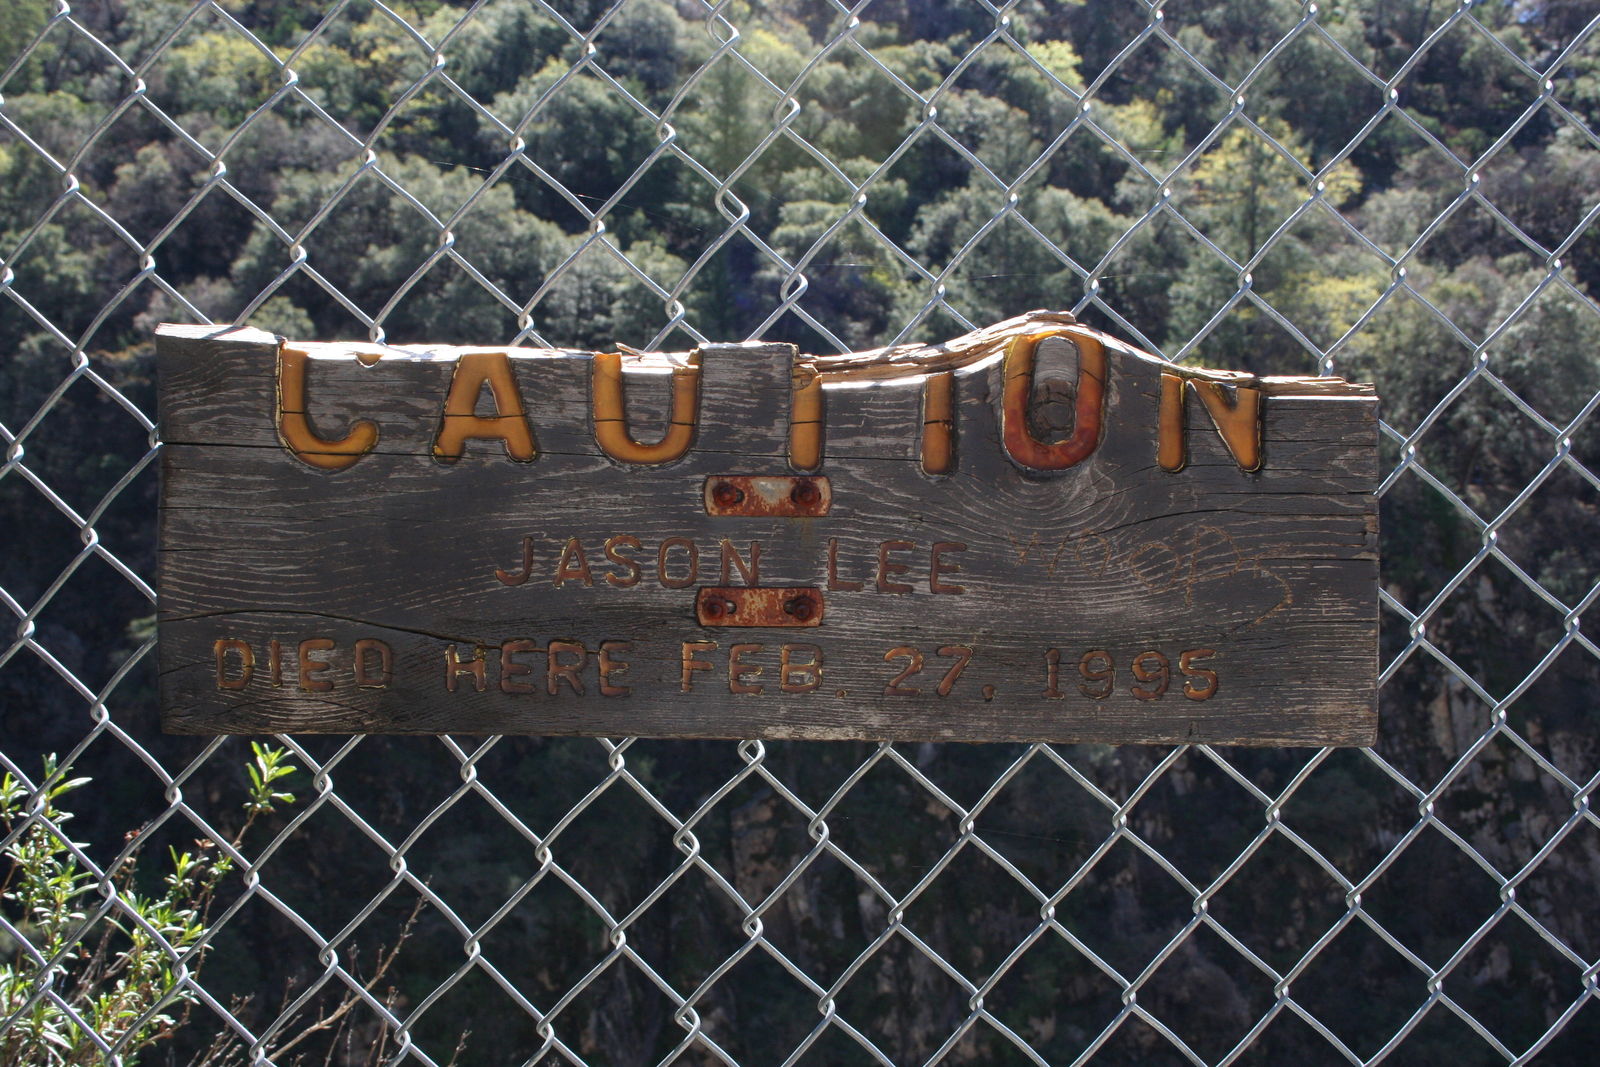 CAUTION
JASON LEE
DIED HERE FEB. 27, 1995